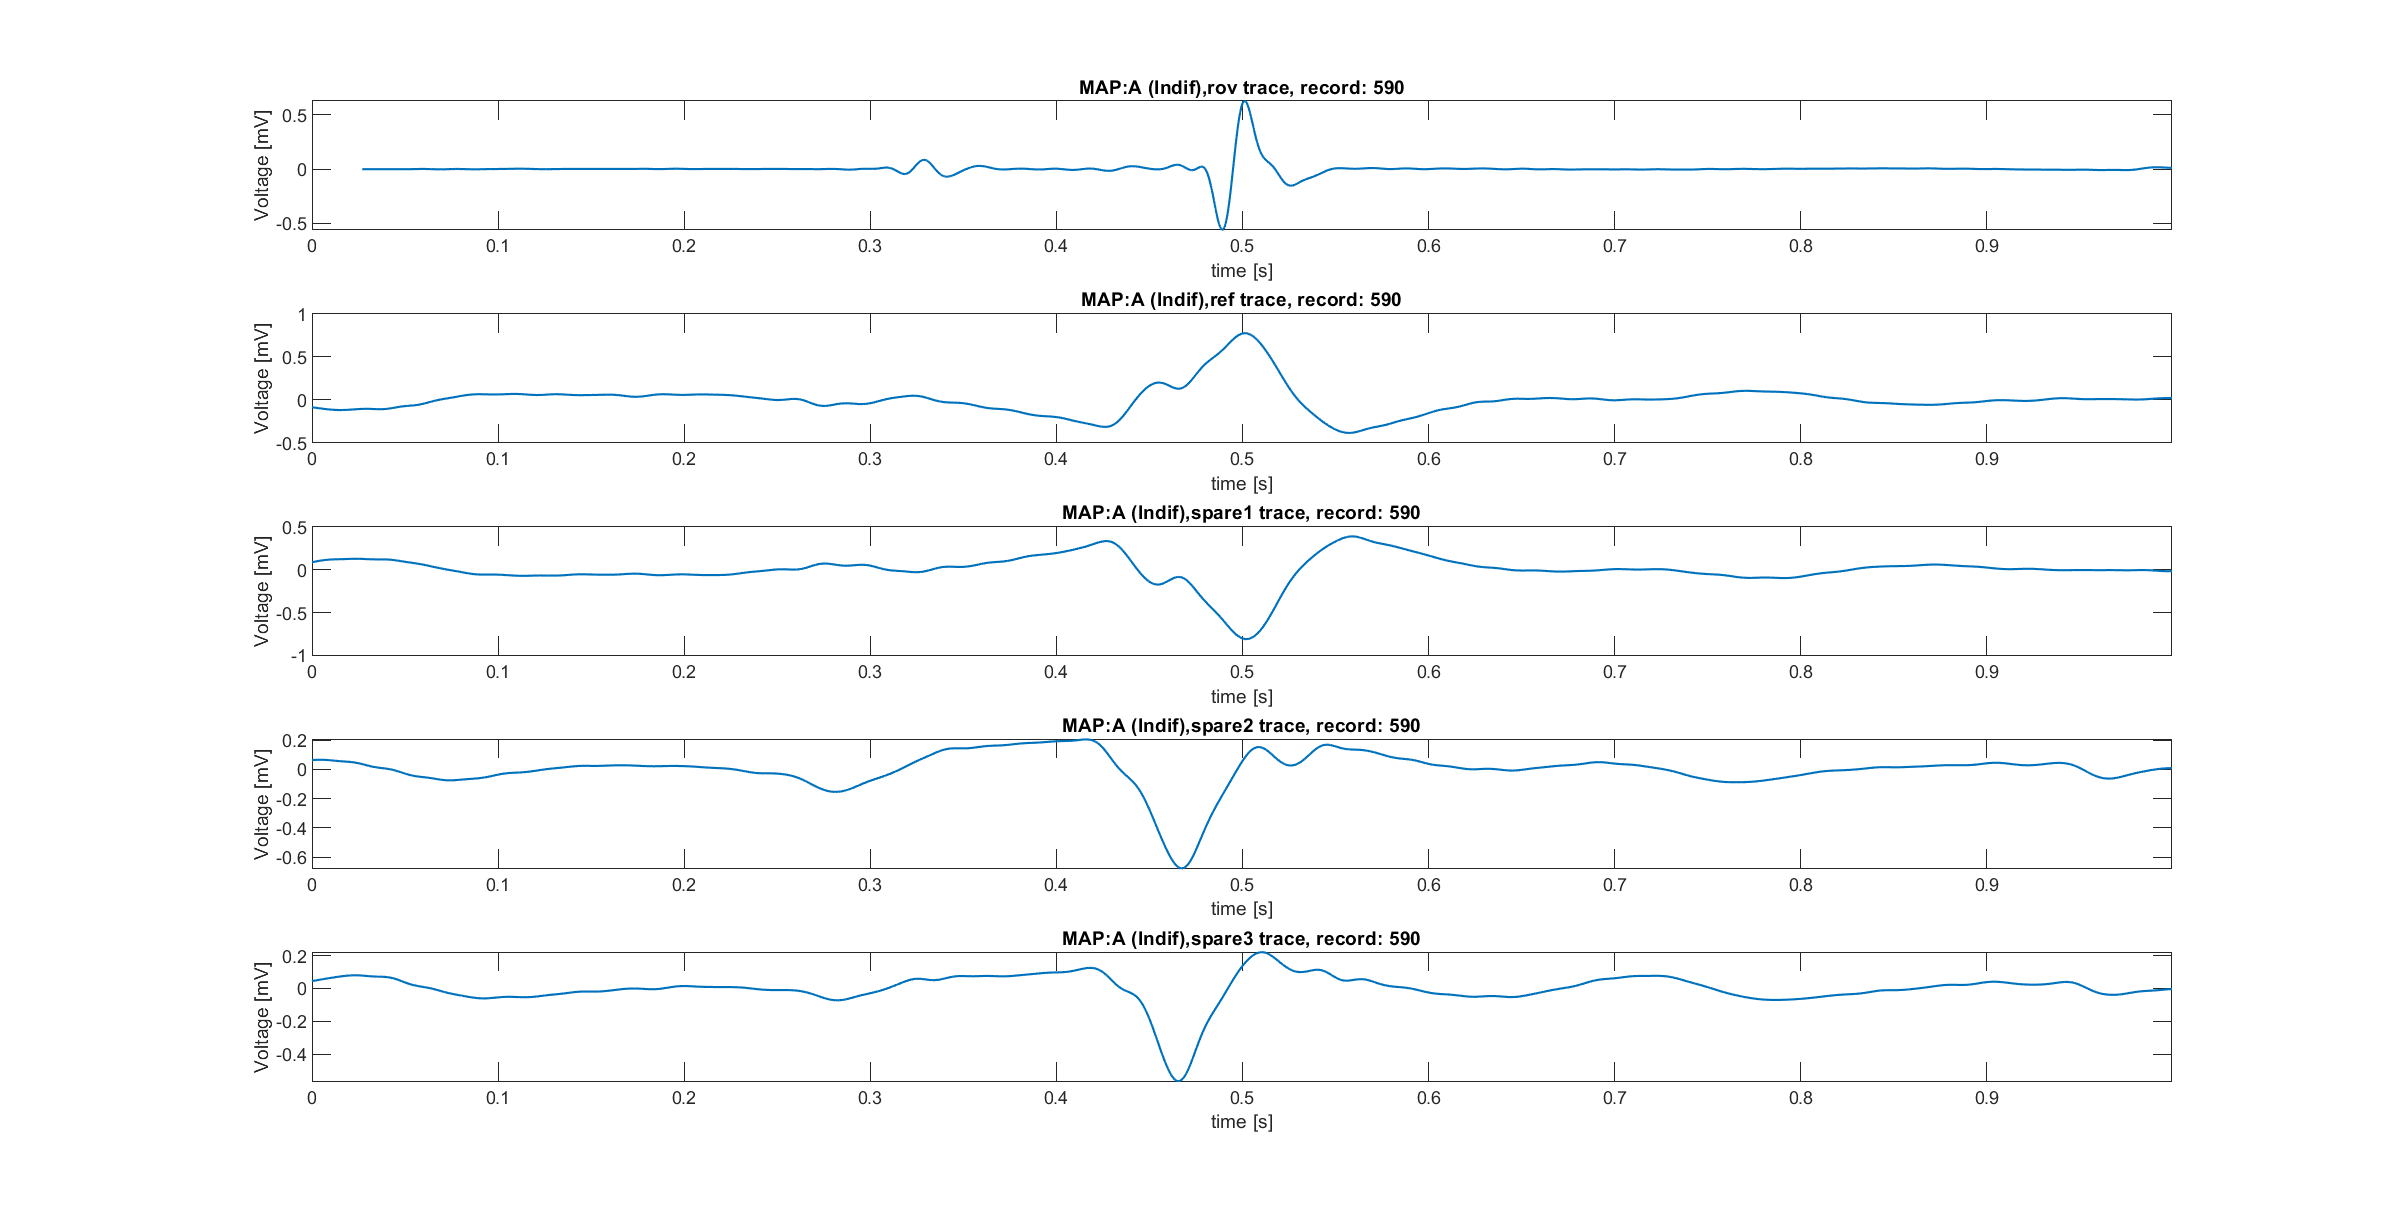 MAP:A (Indif),rov trace, record: 590
Voltage [mV]
0.5
0
-0.5
0 0.1 0.2 0.3 0.4 0.5 0.6 0.7 0.8 0.9
time [s]
MAP:A (Indif),ref trace, record: 590
Voltage [mV]
1
0.5
0
-0.5
0 0.1 0.2 0.3 0.4 0.5 0.6 0.7 0.8 0.9
time [s]
MAP:A (Indif),spare1 trace, record: 590
Voltage [mV]
0.5
0
-0.5
-1
0 0.1 0.2 0.3 0.4 0.5 0.6 0.7 0.8 0.9
time [s]
MAP:A (Indif),spare2 trace, record: 590
Voltage [mV]
0.2
0
-0.2
-0.4
-0.6
0 0.1 0.2 0.3 0.4 0.5 0.6 0.7 0.8 0.9
time [s]
MAP:A (Indif),spare3 trace, record: 590
Voltage [mV]
0.2
0
-0.2
-0.4
0 0.1 0.2 0.3 0.4 0.5 0.6 0.7 0.8 0.9
time [s]